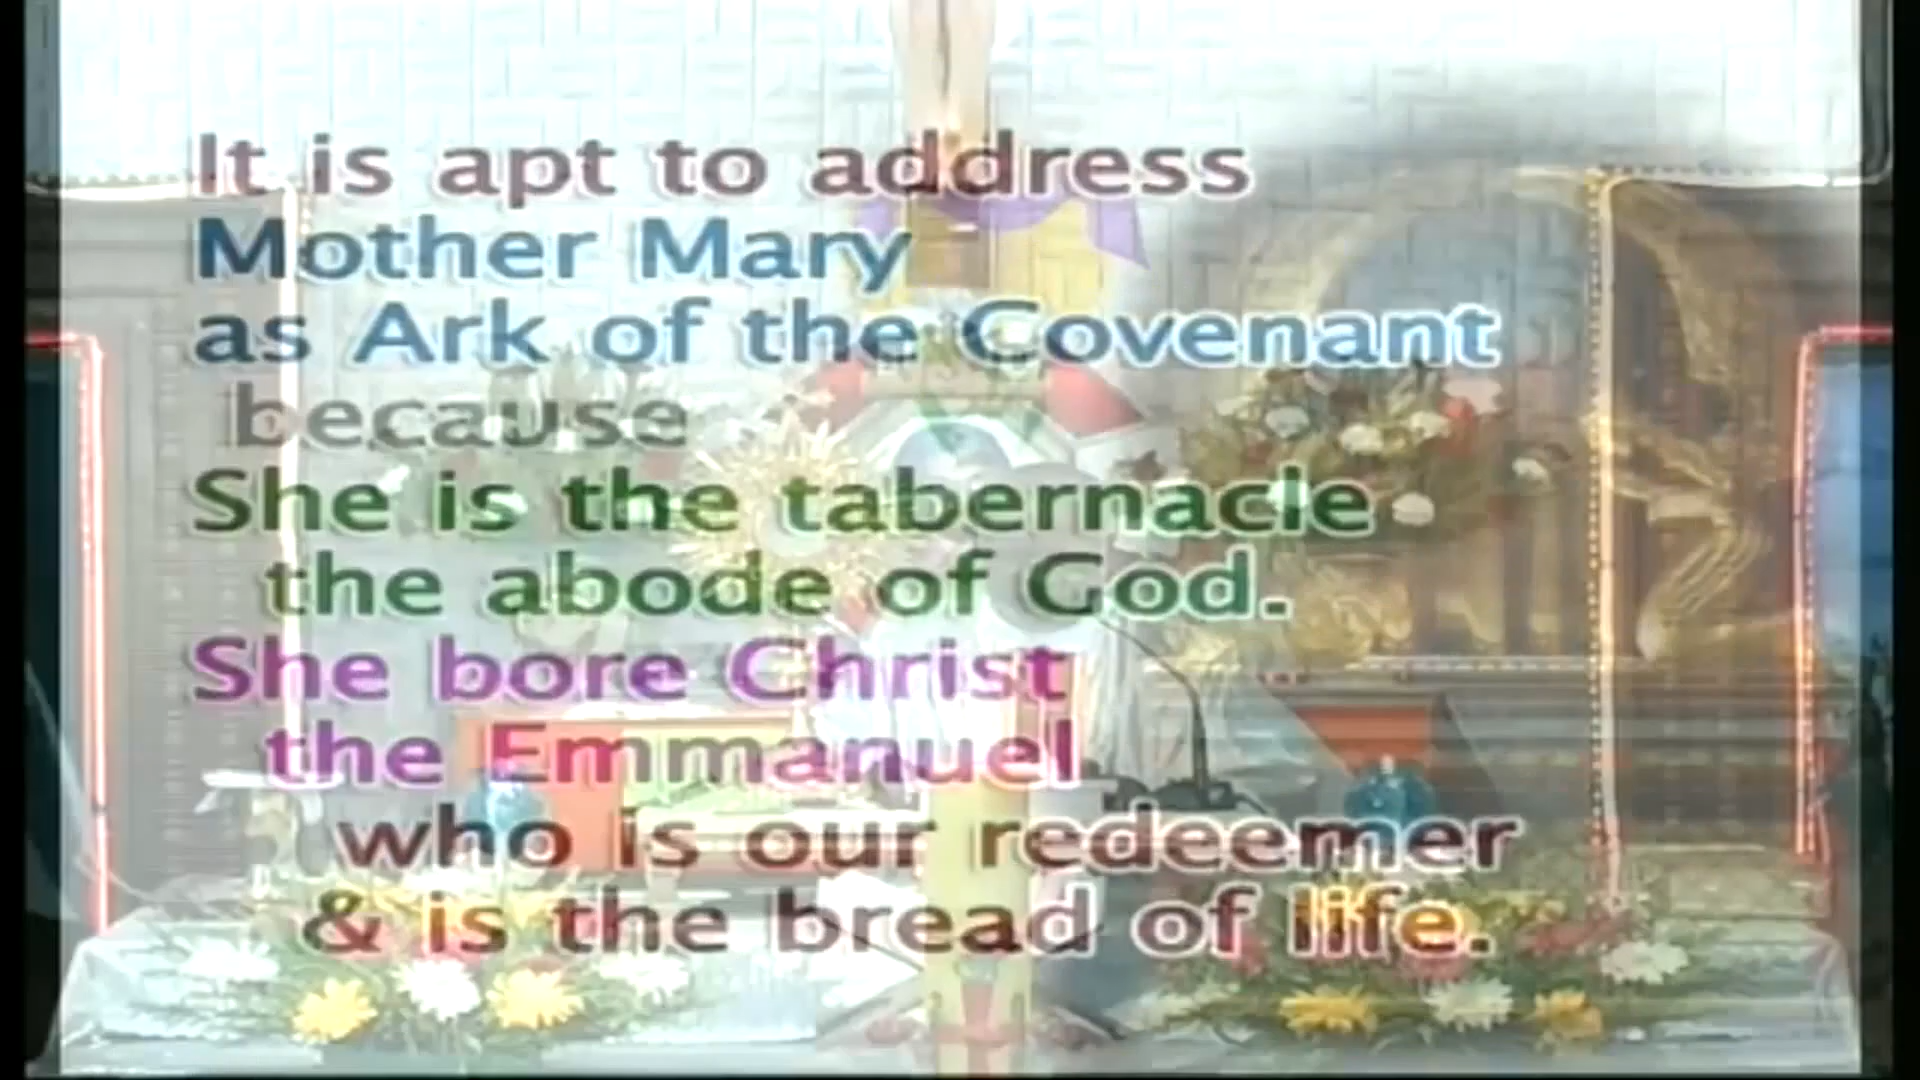 It is apt to address
Mother Mary
as Ark of the Covenant
because
She is the tabernacle
the abode of God.
She bore Christ
the Emmanuel
who is our redeemer
& is the bread of life.